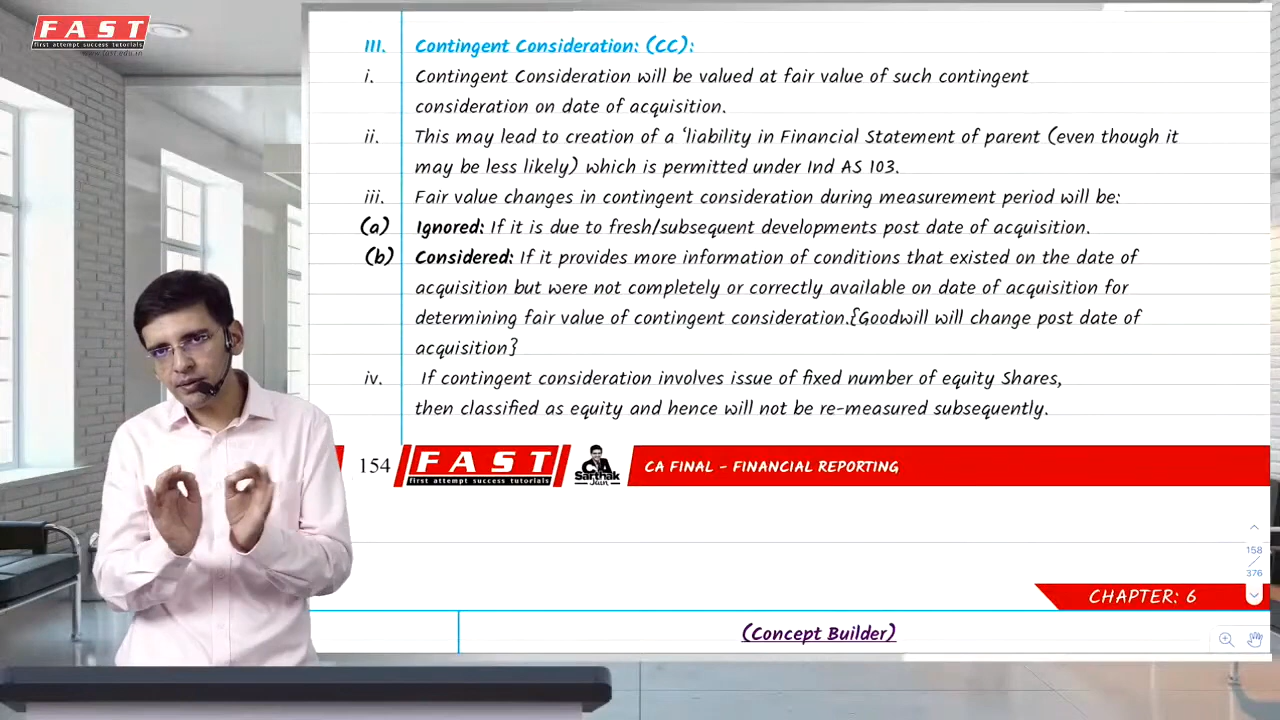 FAST
first attempt success tutorials
www.fast.edu.in
III. Contingent Consideration: (CC):
i. Contingent Consideration will be valued at fair value of such contingent
consideration on date of acquisition.
ii. This may lead to creation of a ‘liability in Financial Statement of parent (even though it
may be less likely) which is permitted under Ind AS 103.
iii. Fair value changes in contingent consideration during measurement period will be:
(a) Ignored: If it is due to fresh/subsequent developments post date of acquisition.
(b) Considered: If it provides more information of conditions that existed on the date of
acquisition but were not completely or correctly available on date of acquisition for
determining fair value of contingent consideration.{Goodwill will change post date of
acquisition}
iv. If contingent consideration involves issue of fixed number of equity Shares,
then classified as equity and hence will not be re-measured subsequently.
154 FAST
first attempt success tutorials
CA
Sarthak
Jain
CA FINAL - FINANCIAL REPORTING
158
/
376
CHAPTER: 6
(Concept Builder)